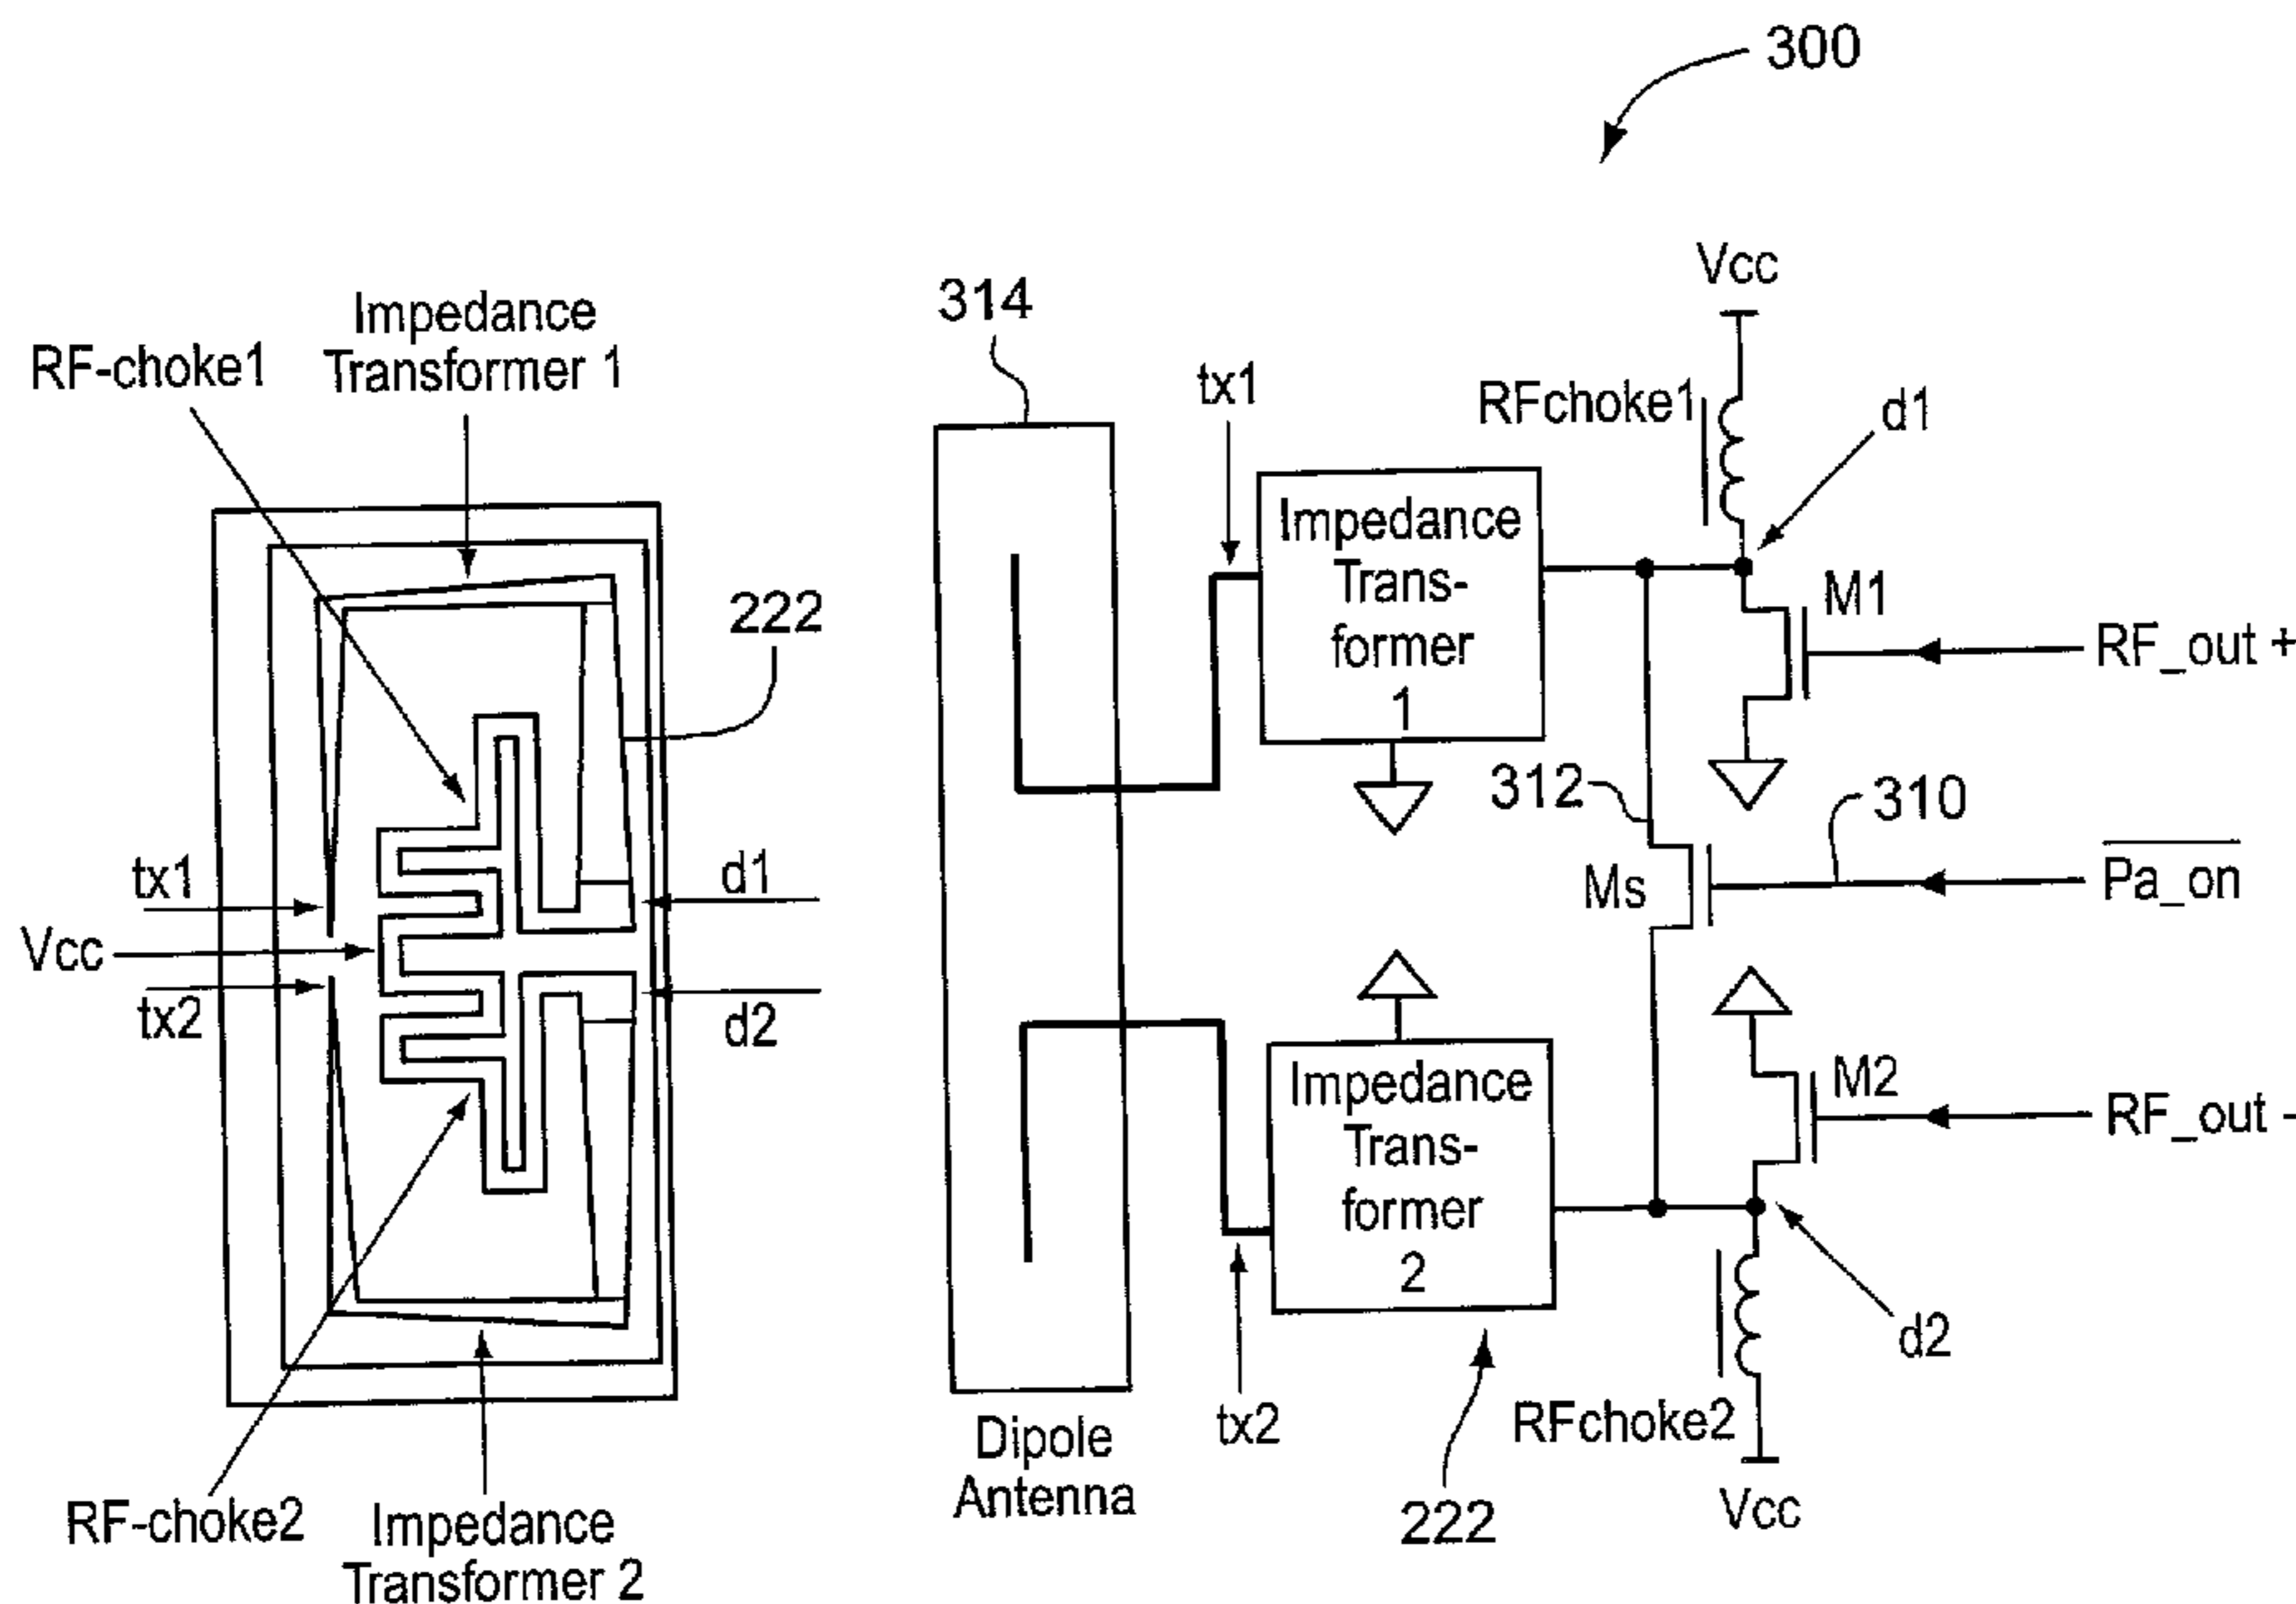 300
Vcc
314
Impedance
Transformer 1
RF-choke1
tx1
RFchoke1
d1
Impedance
Trans-
former
1
M1
RF_out +
222
312
310
tx1
d1
Ms
P̅a̅_̅o̅n̅
Vcc
tx2
d2
Impedance
Trans-
former
2
M2
RF_out -
d2
Dipole
Antenna
tx2
RFchoke2
222
Vcc
RF-choke2
Impedance
Transformer 2